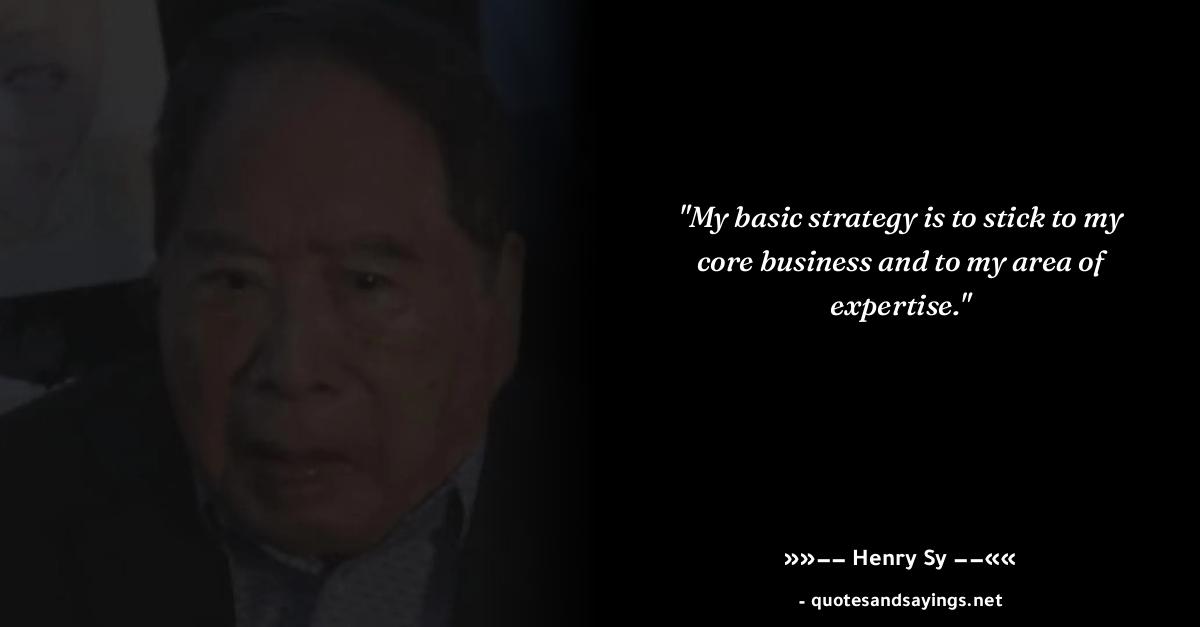 "My basic strategy is to stick to my
core business and to my area of
expertise."
»»–– Henry Sy ––««
- quotesandsayings.net